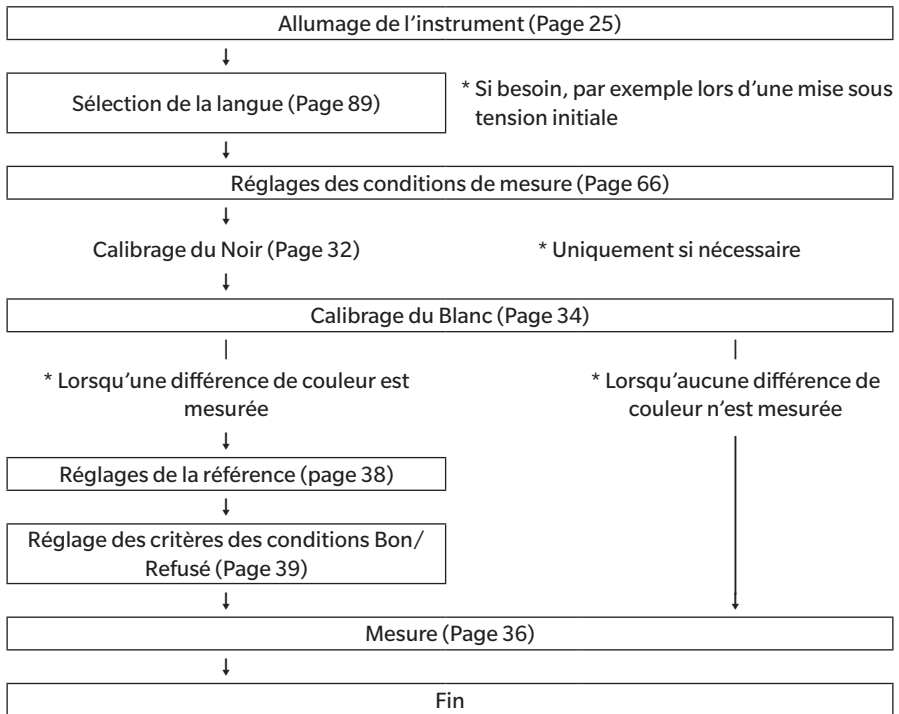 Allumage de l'instrument (Page 25)
Sélection de la langue (Page 89)
* Si besoin, par exemple lors d'une mise sous
tension initiale
Réglages des conditions de mesure (Page 66)
Calibrage du Noir (Page 32)
* Uniquement si nécessaire
Calibrage du Blanc (Page 34)
* Lorsqu'une différence de couleur est
mesurée
* Lorsqu'aucune différence de
couleur n'est mesurée
Réglages de la référence (page 38)
Réglage des critères des conditions Bon/
Refusé (Page 39)
Mesure (Page 36)
Fin